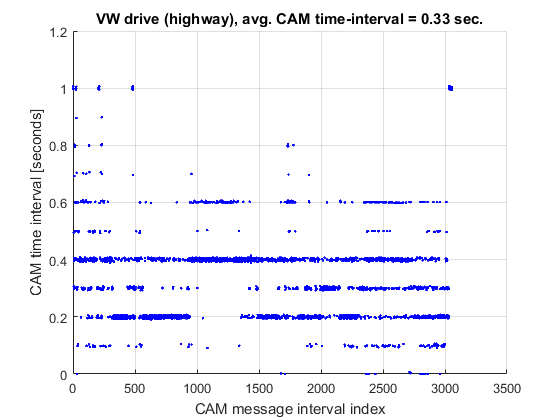 VW drive (highway), avg. CAM time-interval = 0.33 sec.
1.2
1
0.8
0.6
0.4
0.2
0
CAM time interval [seconds]
0 500 1000 1500 2000 2500 3000 3500
CAM message interval index